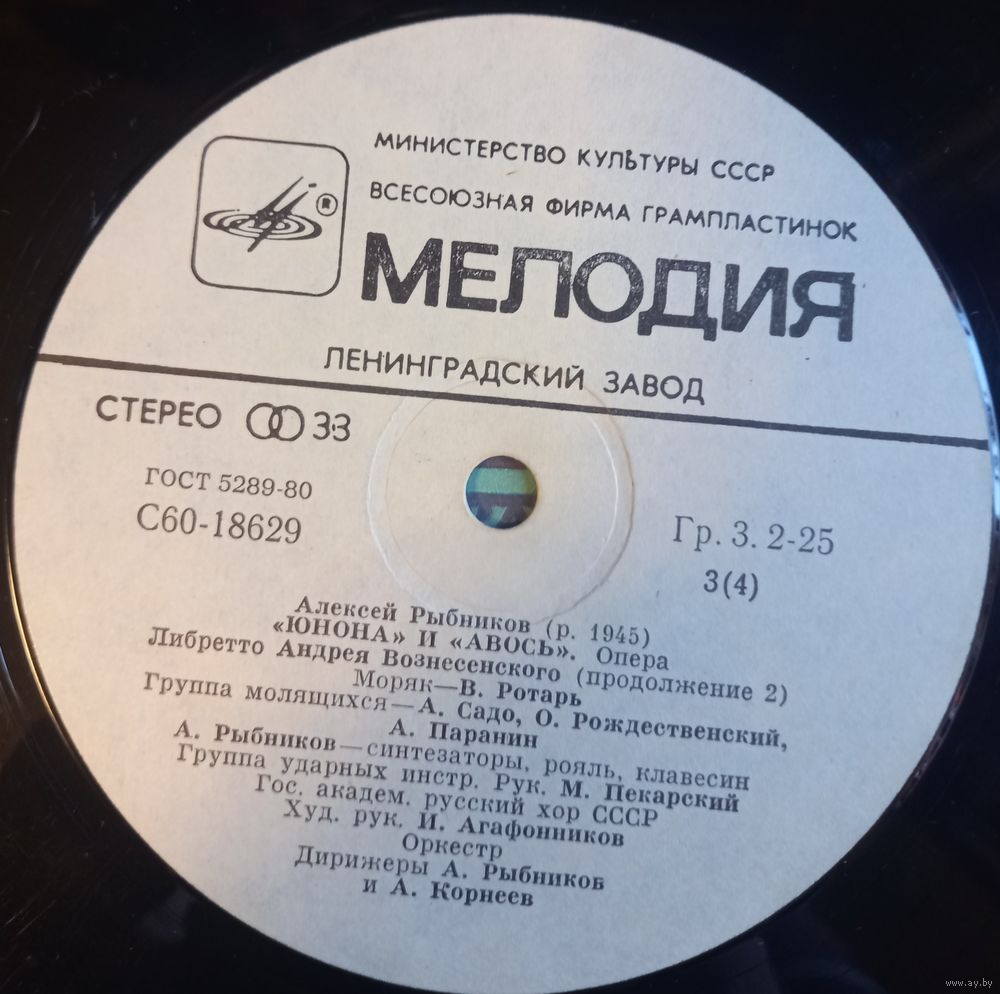 МИНИСТЕРСТВО КУЛЬТУРЫ СССР
ВСЕСОЮЗНАЯ ФИРМА ГРАМПЛАСТИНОК
®
МЕЛОДИЯ
ЛЕНИНГРАДСКИЙ ЗАВОД
СТЕРЕО 33
ГОСТ 5289-80
С60-18629
Гр. 3. 2-25
3(4)
Алексей Рыбников (р. 1945)
«ЮНОНА» И «АВОСЬ». Опера
Либретто Андрея Вознесенского (продолжение 2)
Моряк—В. Ротарь
Группа молящихся—А. Садо, О. Рождественский,
А. Паранин
А. Рыбников—синтезаторы, рояль, клавесин
Группа ударных инстр. Рук. М. Пекарский
Гос. академ. русский хор СССР
Худ. рук. И. Агафонников
Оркестр
Дирижеры А. Рыбников
и А. Корнеев
www.ay.by